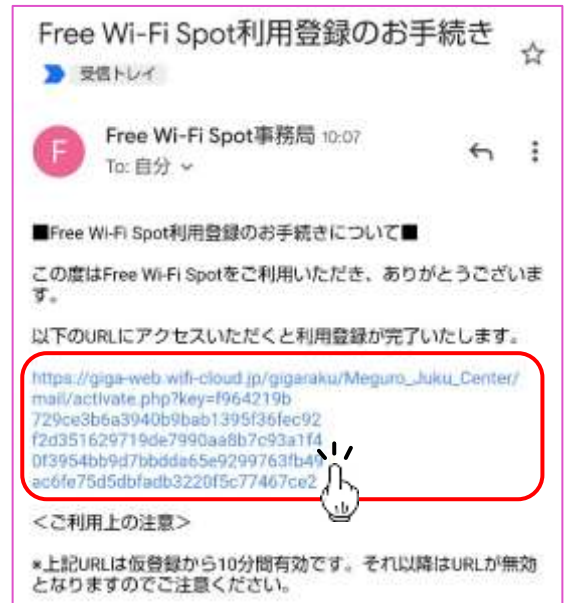 Free Wi-Fi Spot利用登録のお手続き
受信トレイ
F
Free Wi-Fi Spot事務局 10:07
To: 自分
■Free Wi-Fi Spot利用登録のお手続きについて■
この度はFree Wi-Fi Spotをご利用いただき、ありがとうございま
す。
以下のURLにアクセスいただくと利用登録が完了いたします。
https://giga-web.wifi-cloud.jp/gigaraku/Meguro_Juku_Center/
mail/activate.php?key=f964219b
729ce3b6a3940b9bab1395f36fec92
f2d351629719de7990aa8b7c93a1f4
0f3954bb9d7bbdda65e9299763fb49
ac6fe75d5dbfadb3220f5c77467ce2
＜ご利用上の注意＞
*上記URLは仮登録から10分間有効です。それ以降はURLが無効
となりますのでご注意ください。